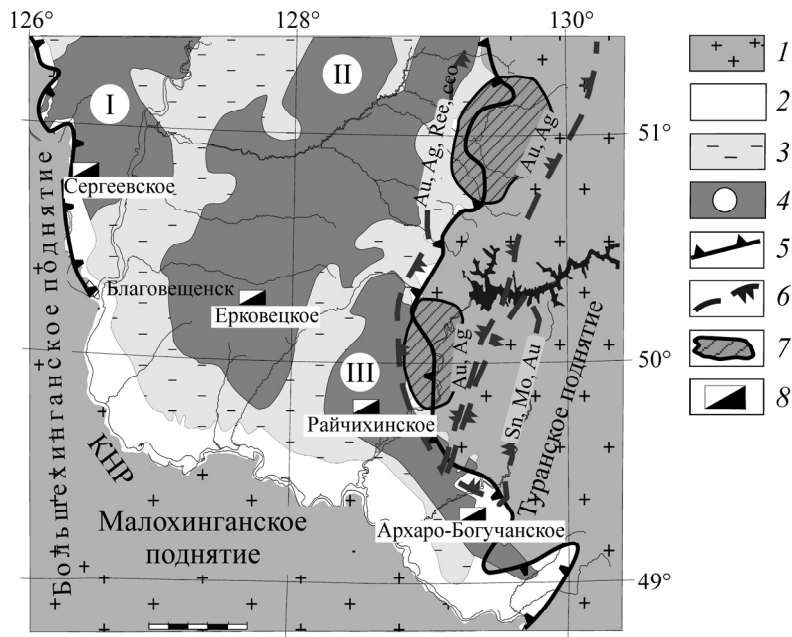 126°
128°
130°
I
II
Au, Ag, Ree, ссо
Au, Ag
51°
Сергеевское
Благовещенск
Ерковецкое
Большехинганское поднятие
III
Au, Ag
50°
Райчихинское
Sn, Mo, Au
Туранское поднятие
КНР
Малохинганское
поднятие
Архаро-Богучанское
49°
1
2
3
4
5
6
7
8